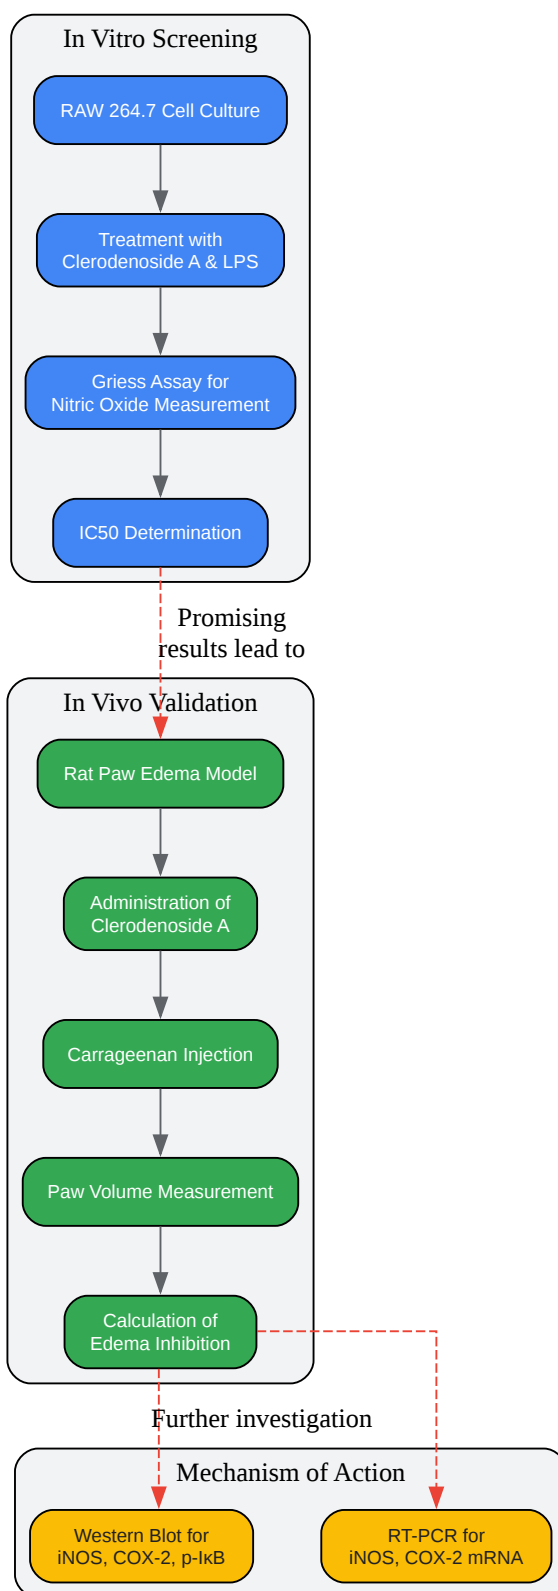 In Vitro Screening
RAW 264.7 Cell Culture
Treatment with
Clerodenoside A & LPS
Griess Assay for
Nitric Oxide Measurement
IC50 Determination
Promising
results lead to
In Vivo Validation
Rat Paw Edema Model
Administration of
Clerodenoside A
Carrageenan Injection
Paw Volume Measurement
Calculation of
Edema Inhibition
Further investigation
Mechanism of Action
Western Blot for
iNOS, COX-2, p-IκB
RT-PCR for
iNOS, COX-2 mRNA